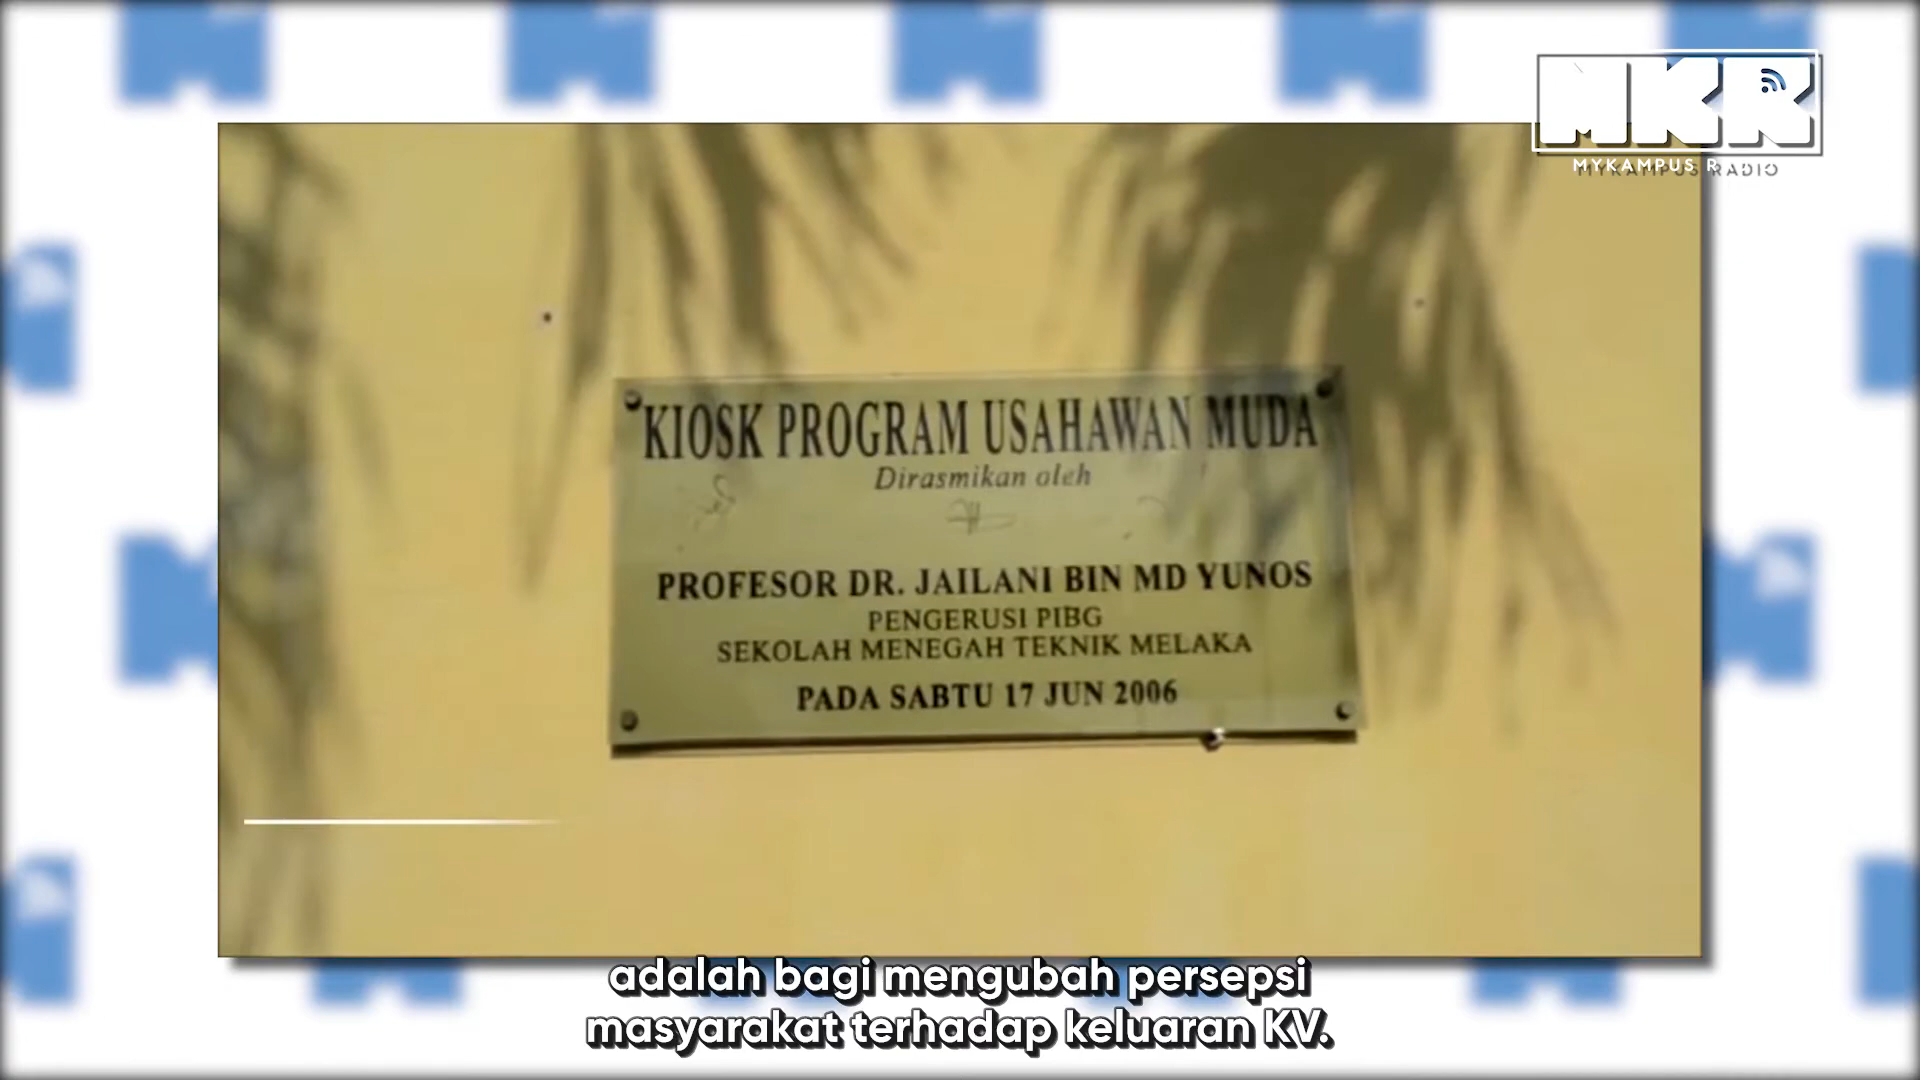 MKR
MYKAMPUS RADIO
KIOSK PROGRAM USAHAWAN MUDA
Dirasmikan oleh
PROFESOR DR. JAILANI BIN MD YUNOS
PENGERUSI PIBG
SEKOLAH MENEGAH TEKNIK MELAKA
PADA SABTU 17 JUN 2006
adalah bagi mengubah persepsi
masyarakat terhadap keluaran KV.